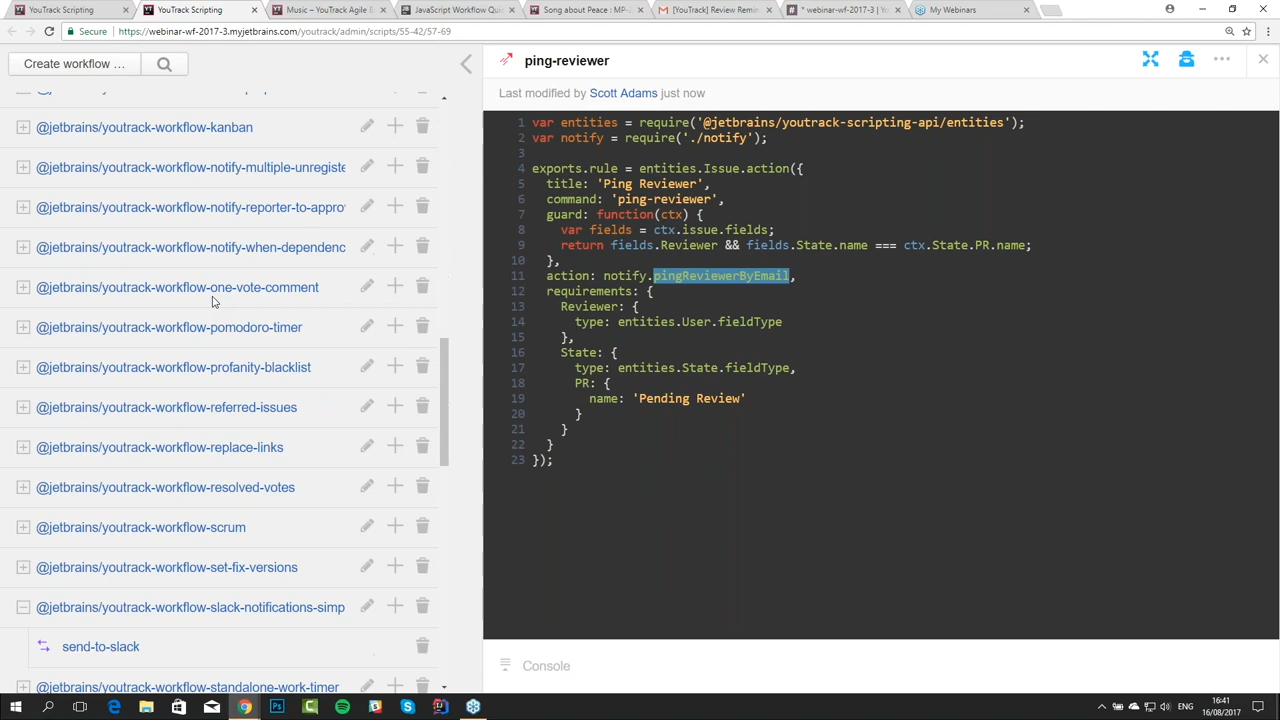 YouTrack Scripting
YouTrack Scripting
Music – YouTrack Agile B
JavaScript Workflow Quic
Song about Peace : MP-
[YouTrack] Review Remin
* webinar-wf-2017-3 | Yo
My Webinars
Secure
https://webinar-wf-2017-3.myjetbrains.com/youtrack/admin/scripts/55-42/57-69
Create workflow ...
@jetbrains/youtrack-workflow-kanban
@jetbrains/youtrack-workflow-notify-multiple-unregiste
@jetbrains/youtrack-workflow-notify-reporter-to-appro
@jetbrains/youtrack-workflow-notify-when-dependenc
@jetbrains/youtrack-workflow-one-vote-comment
@jetbrains/youtrack-workflow-pomodoro-timer
@jetbrains/youtrack-workflow-profanity-blacklist
@jetbrains/youtrack-workflow-referred-issues
@jetbrains/youtrack-workflow-replace-links
@jetbrains/youtrack-workflow-resolved-votes
@jetbrains/youtrack-workflow-scrum
@jetbrains/youtrack-workflow-set-fix-versions
@jetbrains/youtrack-workflow-slack-notifications-simp
send-to-slack
@jetbrains/youtrack-workflow-standalone-work-timer
ping-reviewer
Last modified by Scott Adams just now
1 var entities = require('@jetbrains/youtrack-scripting-api/entities');
2 var notify = require('./notify');
3
4 exports.rule = entities.Issue.action({
5 title: 'Ping Reviewer',
6 command: 'ping-reviewer',
7 guard: function(ctx) {
8 var fields = ctx.issue.fields;
9 return fields.Reviewer && fields.State.name === ctx.State.PR.name;
10 },
11 action: notify.pingReviewerByEmail,
12 requirements: {
13 Reviewer: {
14 type: entities.User.fieldType
15 },
16 State: {
17 type: entities.State.fieldType,
18 PR: {
19 name: 'Pending Review'
20 }
21 }
22 }
23 });
Console
ENG
16:41
16/08/2017